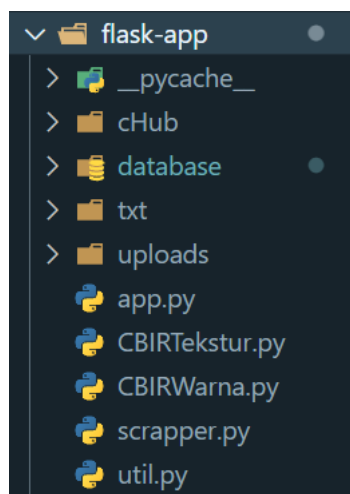 flask-app
__pycache__
cHub
database
txt
uploads
app.py
CBIRTekstur.py
CBIRWarna.py
scrapper.py
util.py